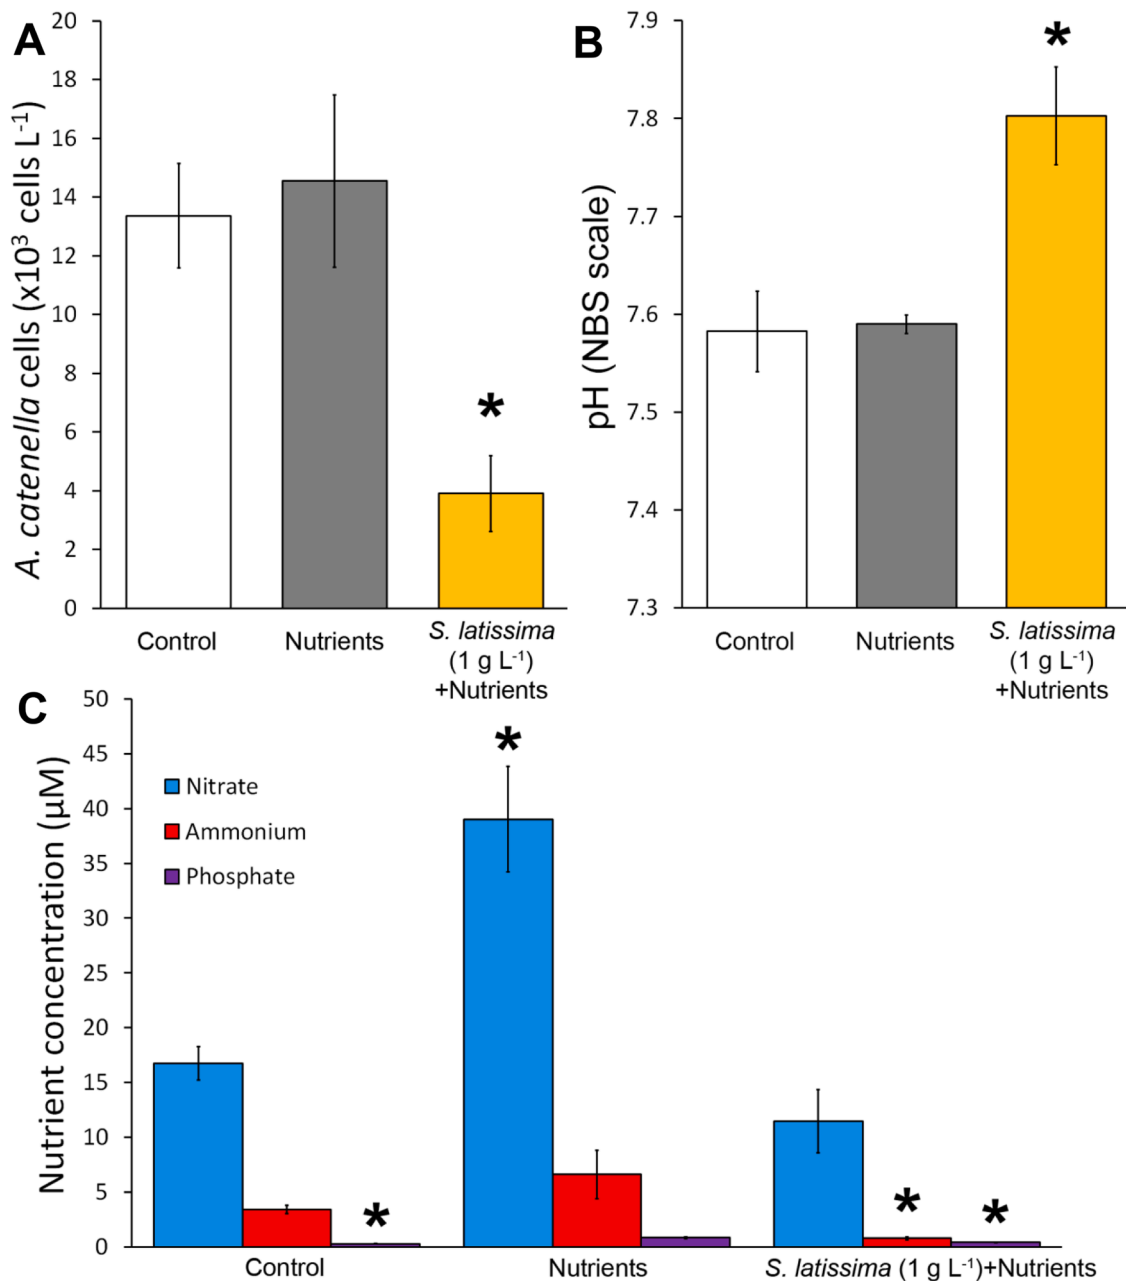 A
A. catenella cells (x10³ cells L⁻¹)
20
18
16
14
12
10
8
6
4
2
0
*
Control
Nutrients
S. latissima
(1 g L⁻¹)
+Nutrients
B
pH (NBS scale)
7.9
7.8
7.7
7.6
7.5
7.4
7.3
*
Control
Nutrients
S. latissima
(1 g L⁻¹)
+Nutrients
C
Nutrient concentration (µM)
50
45
40
35
30
25
20
15
10
5
0
Nitrate
Ammonium
Phosphate
*
*
*
*
Control
Nutrients
S. latissima (1 g L⁻¹)+Nutrients